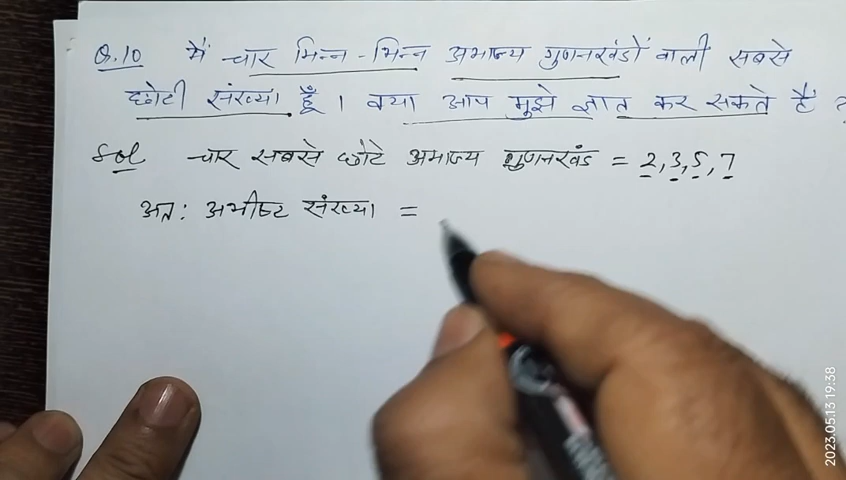 Q.10 मैं चार भिन्न-भिन्न अभाज्य गुणनखंडों वाली सबसे
छोटी संख्या हूँ । क्या आप मुझे ज्ञात कर सकते हैं ?
Sol चार सबसे छोटे अभाज्य गुणनखंड = 2,3,5,7
अतः अभीष्ट संख्या =
2023.05.13 19:38